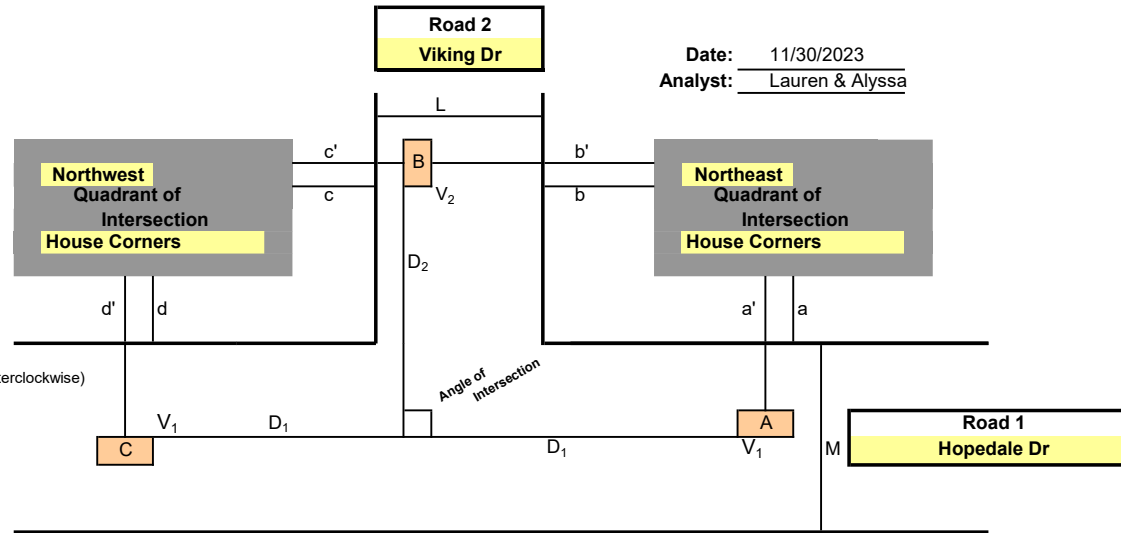 Road 2
Viking Dr
Date: 11/30/2023
Analyst: Lauren & Alyssa
L
c' B b'
Northwest
Quadrant of
Intersection
House Corners
c V₂ b
Northeast
Quadrant of
Intersection
House Corners
D₂
d' d a' a
terclockwise)
Angle of
Intersection
V₁ D₁ A
C D₁ V₁ M
Road 1
Hopedale Dr